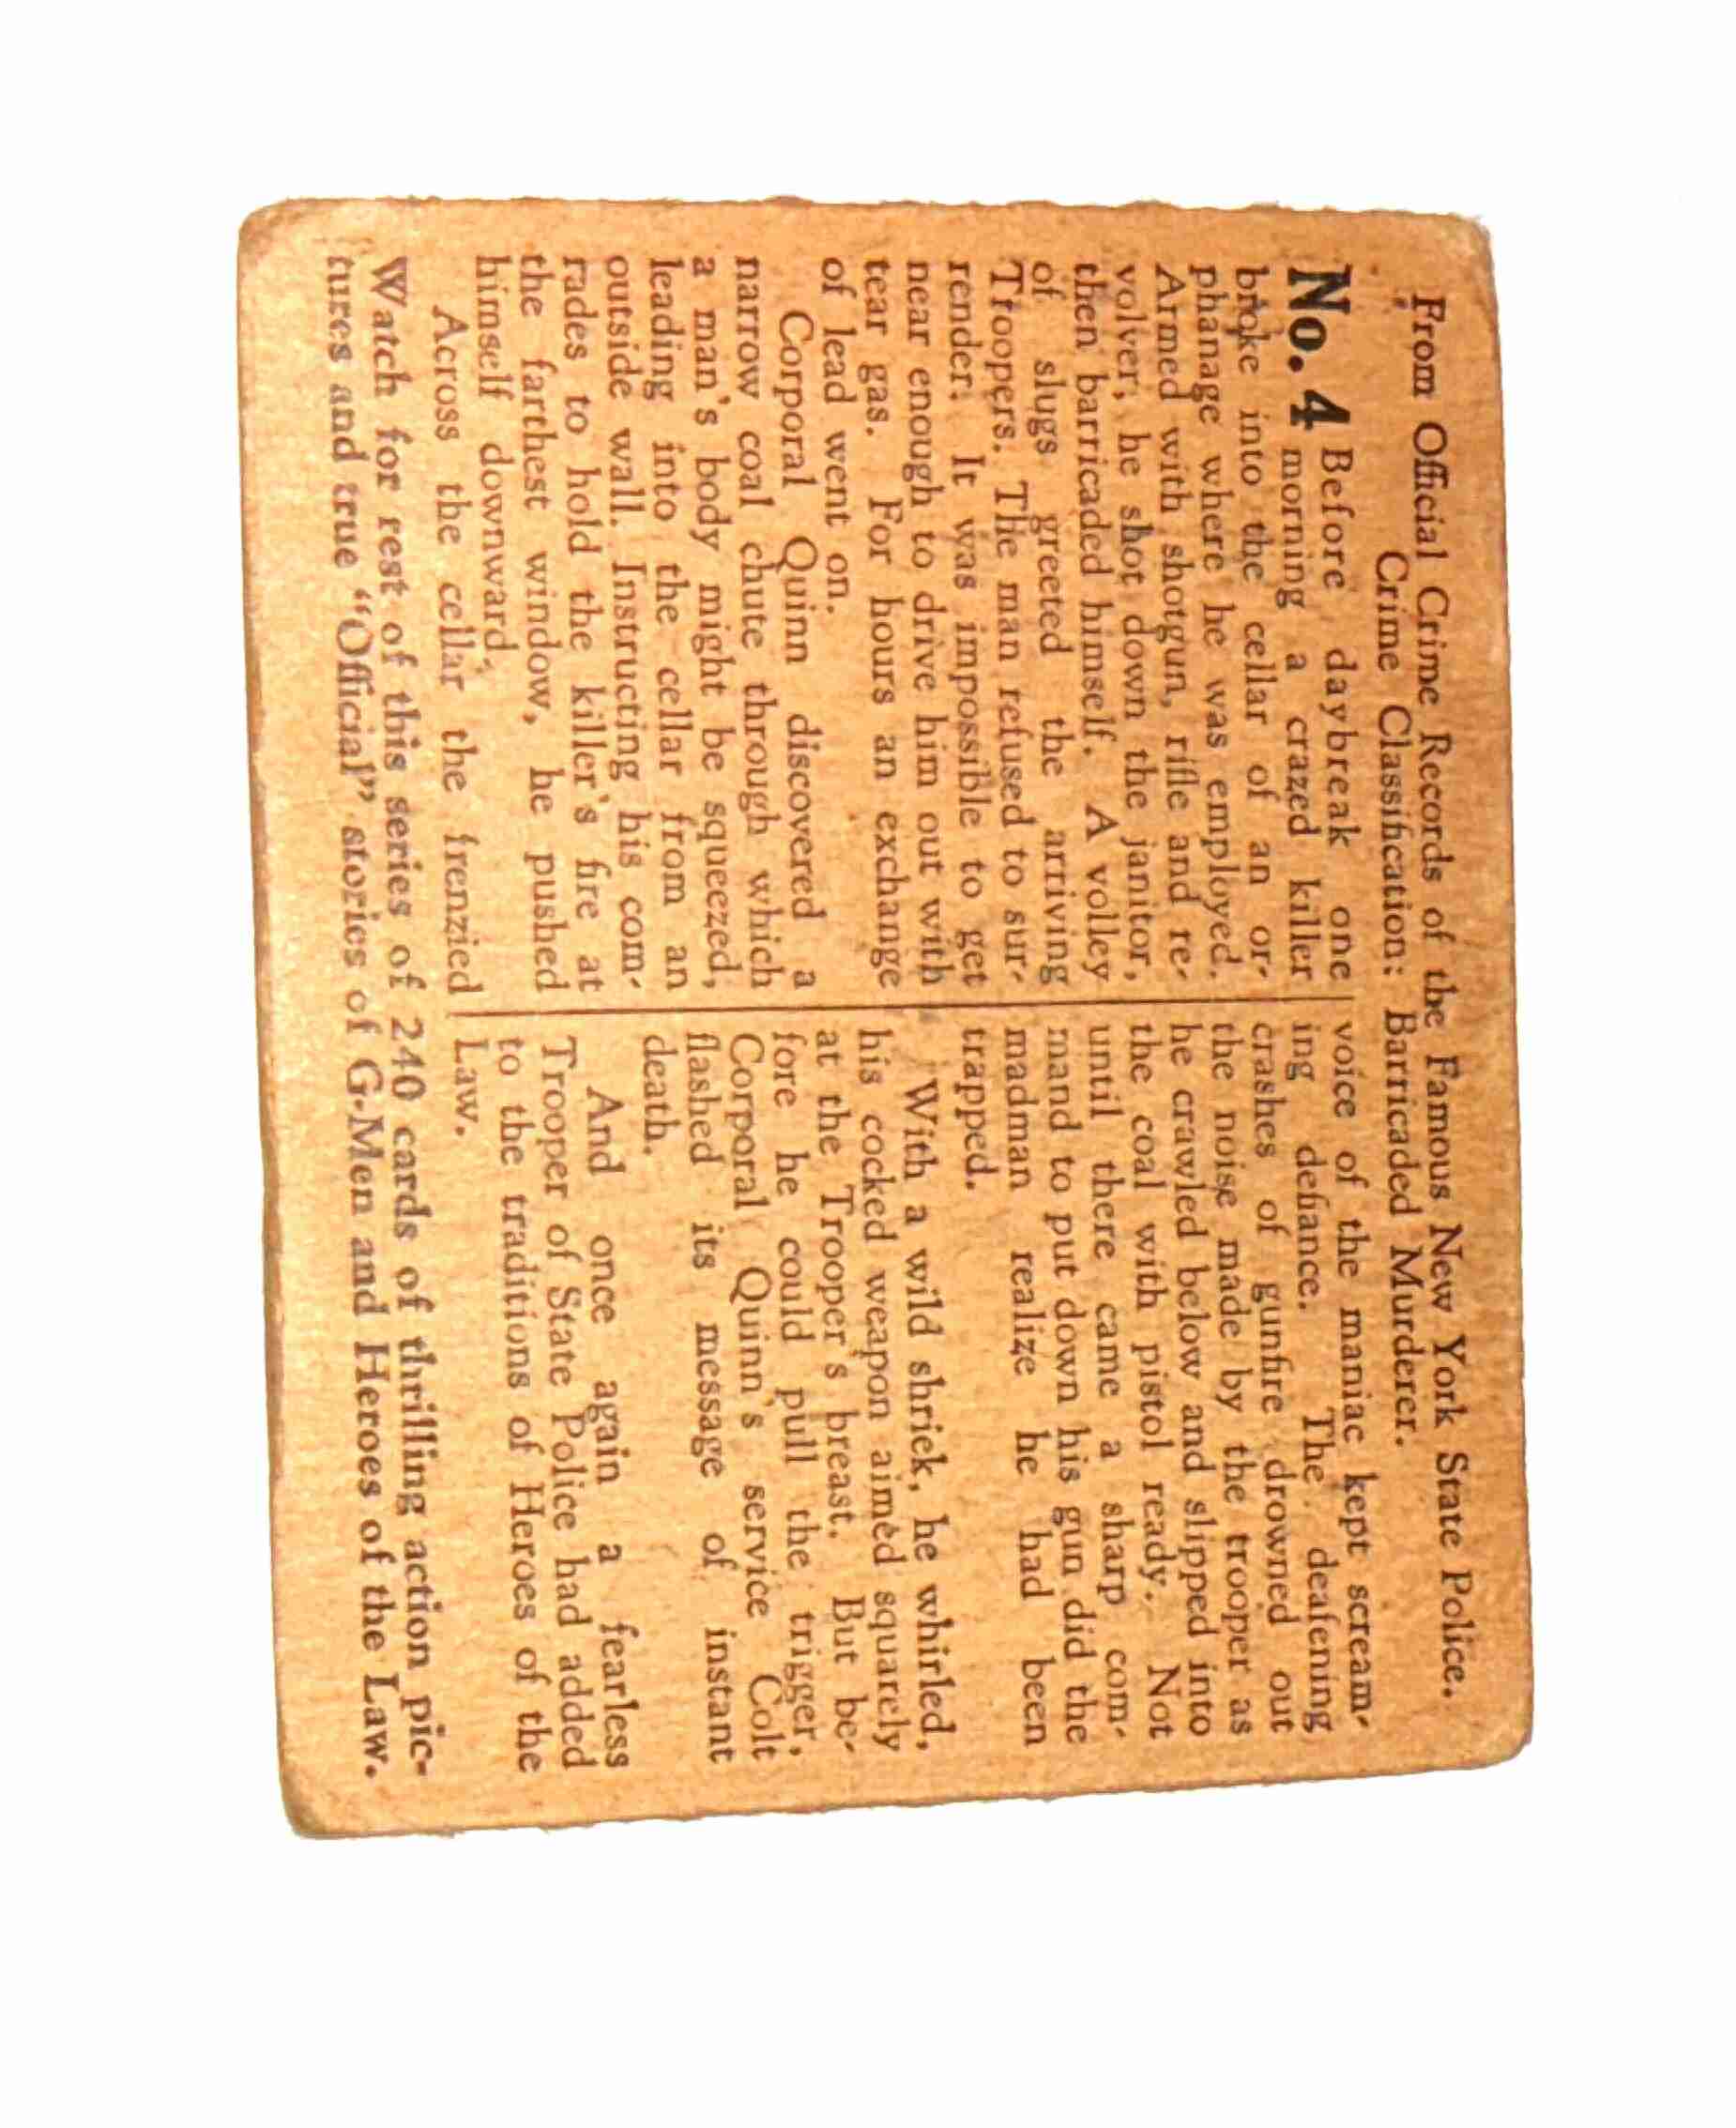 From Official Crime Records of the Famous New York State Police.
Crime Classification: Barricaded Murderer.
No. 4 Before daybreak one
morning a crazed killer
broke into the cellar of an or-
phanage where he was employed.
Armed with shotgun, rifle and re-
volver, he shot down the janitor,
then barricaded himself. A volley
of slugs greeted the arriving
Troopers. The man refused to sur-
render. It was impossible to get
near enough to drive him out with
tear gas. For hours an exchange
of lead went on.
Corporal Quinn discovered a
narrow coal chute through which
a man's body might be squeezed,
leading into the cellar from an
outside wall. Instructing his com-
rades to hold the killer's fire at
the farthest window, he pushed
himself downward.
Across the cellar the frenzied
voice of the maniac kept scream-
ing defiance. The deafening
crashes of gunfire drowned out
the noise made by the trooper as
he crawled below and slipped into
the coal with pistol ready. Not
until there came a sharp com-
mand to put down his gun did the
madman realize he had been
trapped.
With a wild shriek, he whirled,
his cocked weapon aimed squarely
at the Trooper's breast. But be-
fore he could pull the trigger,
Corporal Quinn's service Colt
flashed its message of instant
death.
And once again a fearless
Trooper of State Police had added
to the traditions of Heroes of the
Law.
Watch for rest of this series of 240 cards of thrilling action pic-
tures and true "Official" stories of G-Men and Heroes of the Law.